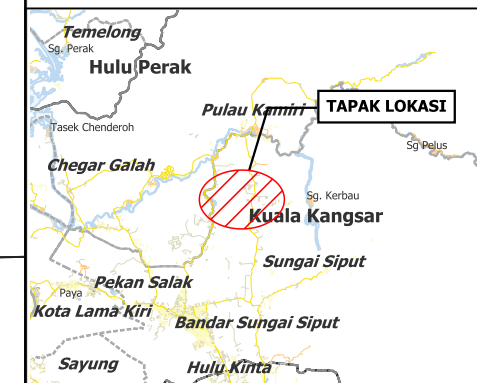 Temelong
Sg. Perak
Hulu Perak
Pulau Kamiri
TAPAK LOKASI
Tasek Chenderoh
Sg Pelus
Chegar Galah
Sg. Kerbau
Kuala Kangsar
Sungai Siput
Pekan Salak
Paya
Kota Lama Kiri
Bandar Sungai Siput
Sayung
Hulu Kinta